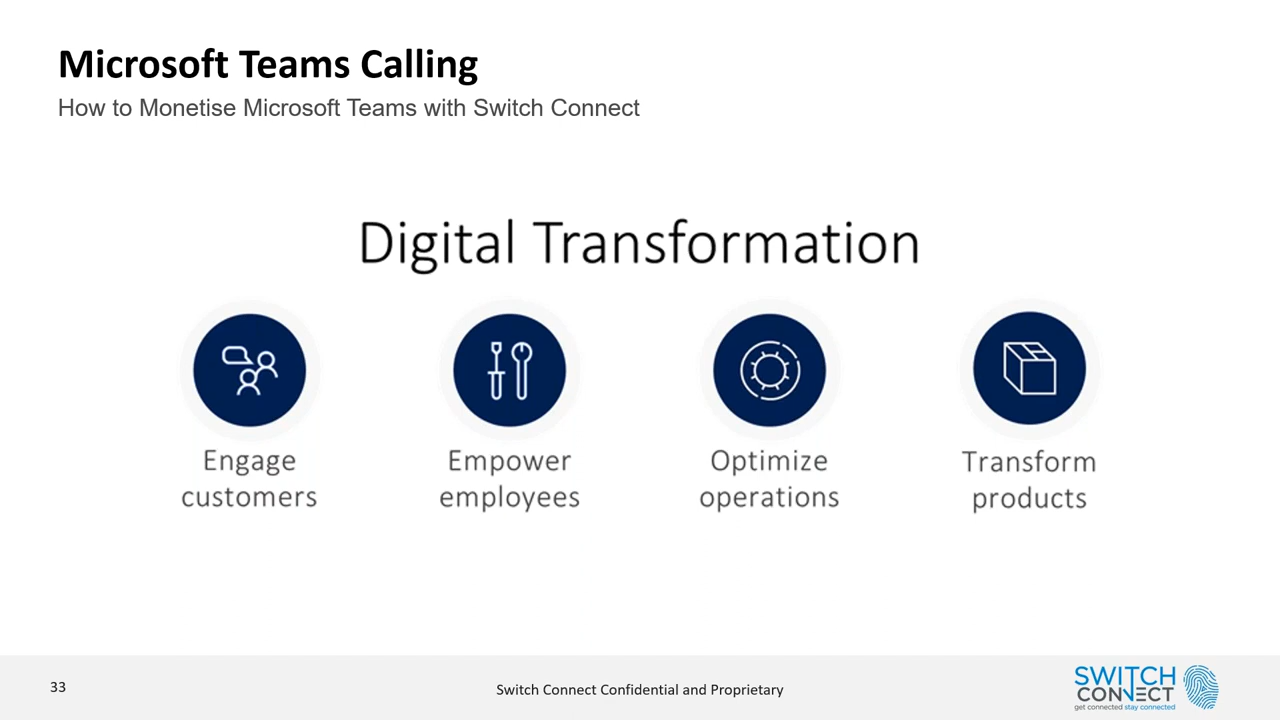 Microsoft Teams Calling
How to Monetise Microsoft Teams with Switch Connect
Digital Transformation
Engage
customers
Empower
employees
Optimize
operations
Transform
products
33
Switch Connect Confidential and Proprietary
SWITCH
CONNECT
get connected stay connected